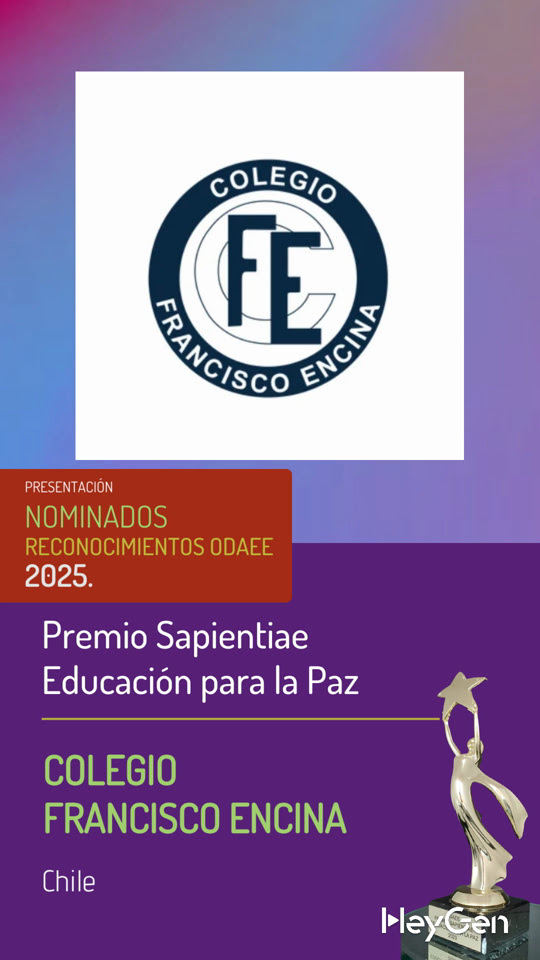 COLEGIO
FE
FRANCISCO ENCINA
PRESENTACIÓN
NOMINADOS
RECONOCIMIENTOS ODAEE
2025.
Premio Sapientiae
Educación para la Paz
COLEGIO
FRANCISCO ENCINA
Chile
HeyGen